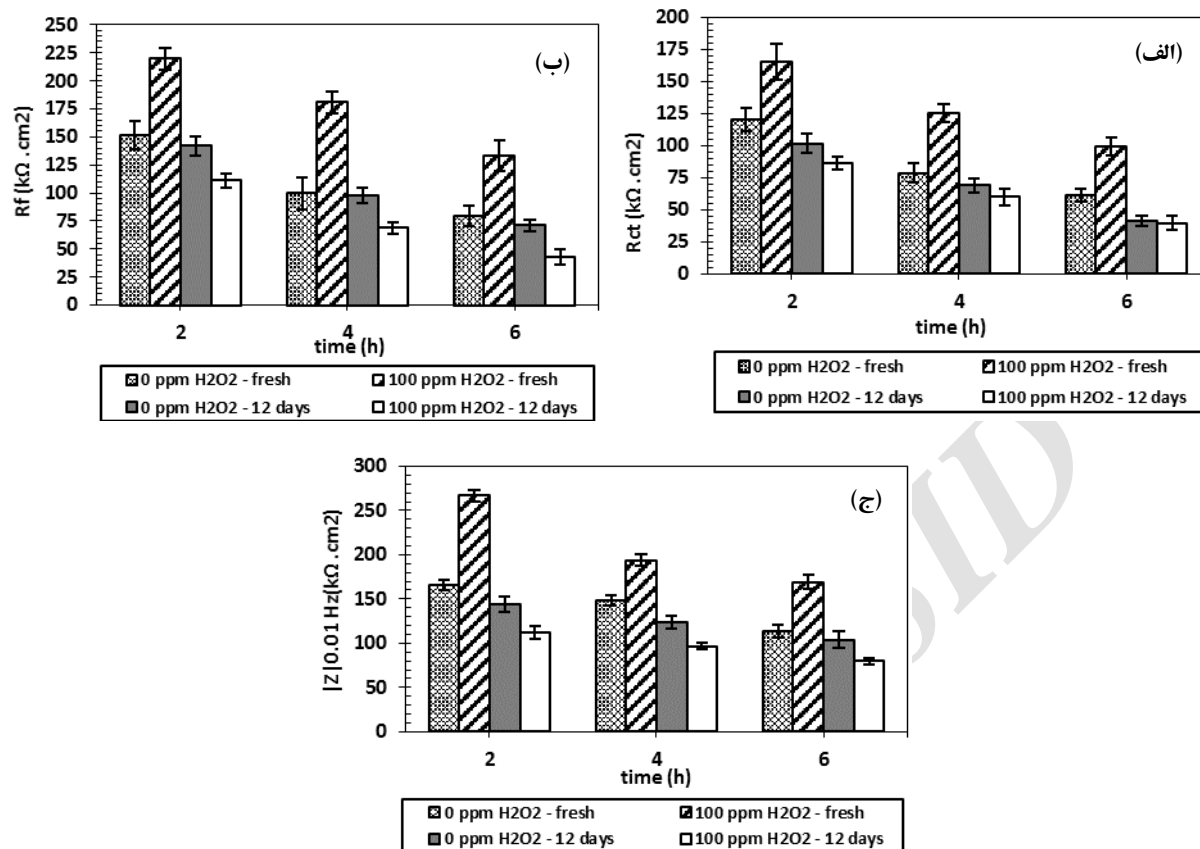 (الف)
Rct (kΩ .cm2)
200
175
150
125
100
75
50
25
0
2 4 6
time (h)
0 ppm H2O2 - fresh 100 ppm H2O2 - fresh
0 ppm H2O2 - 12 days 100 ppm H2O2 - 12 days
(ب)
Rf (kΩ .cm2)
250
225
200
175
150
125
100
75
50
25
0
2 4 6
time (h)
0 ppm H2O2 - fresh 100 ppm H2O2 - fresh
0 ppm H2O2 - 12 days 100 ppm H2O2 - 12 days
(ج)
|Z|0.01 Hz(kΩ .cm2)
300
250
200
150
100
50
0
2 4 6
time (h)
0 ppm H2O2 - fresh 100 ppm H2O2 - fresh
0 ppm H2O2 - 12 days 100 ppm H2O2 - 12 days